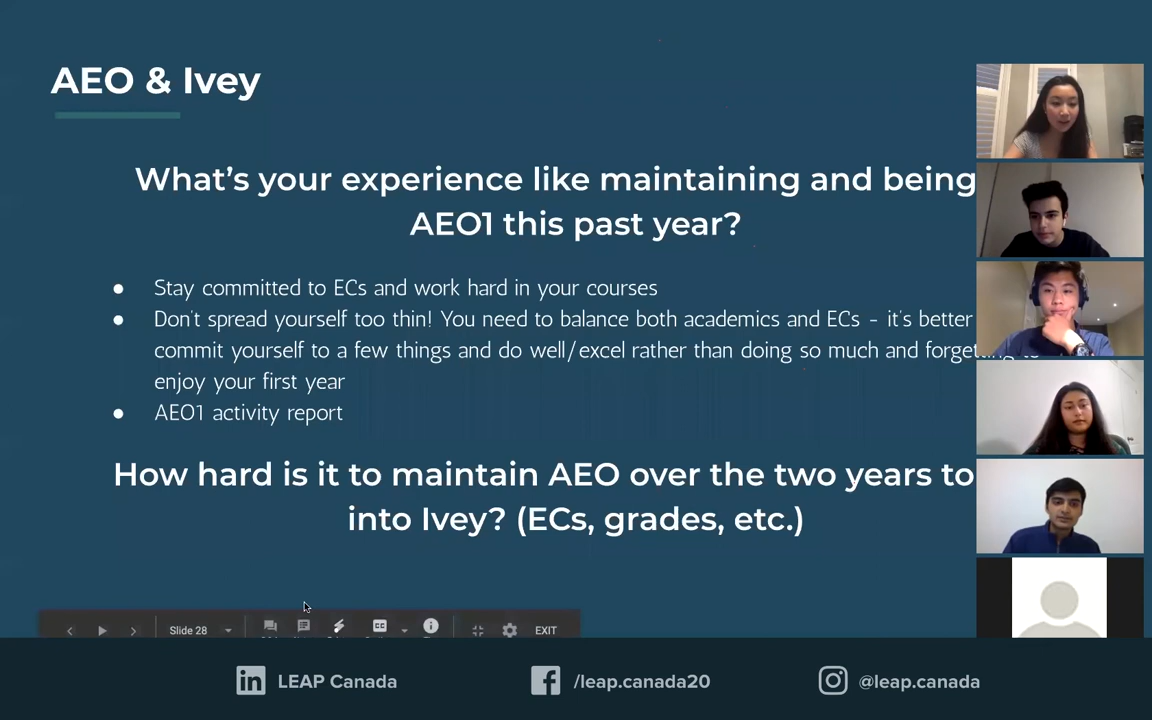 AEO & Ivey
What's your experience like maintaining and being
AEO1 this past year?
● Stay committed to ECs and work hard in your courses
● Don't spread yourself too thin! You need to balance both academics and ECs - it's better
commit yourself to a few things and do well/excel rather than doing so much and forgetting to
enjoy your first year
● AEO1 activity report
How hard is it to maintain AEO over the two years to
into Ivey? (ECs, grades, etc.)
Slide 28
CC
EXIT
LEAP Canada
/leap.canada20
@leap.canada